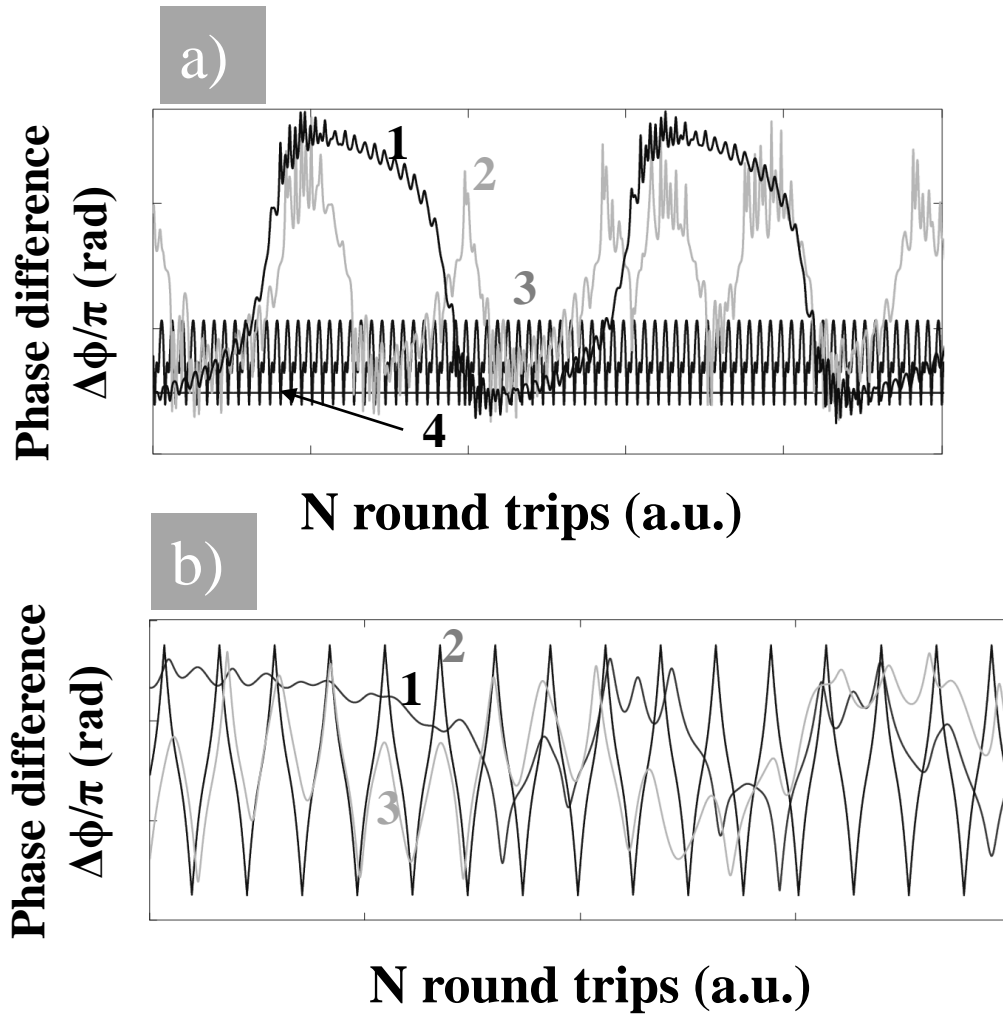 a)
Phase difference
Δϕ/π (rad)
1
2
3
4
N round trips (a.u.)
b)
Phase difference
Δϕ/π (rad)
2
1
3
N round trips (a.u.)